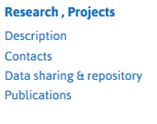 Research , Projects
Description
Contacts
Data sharing & repository
Publications